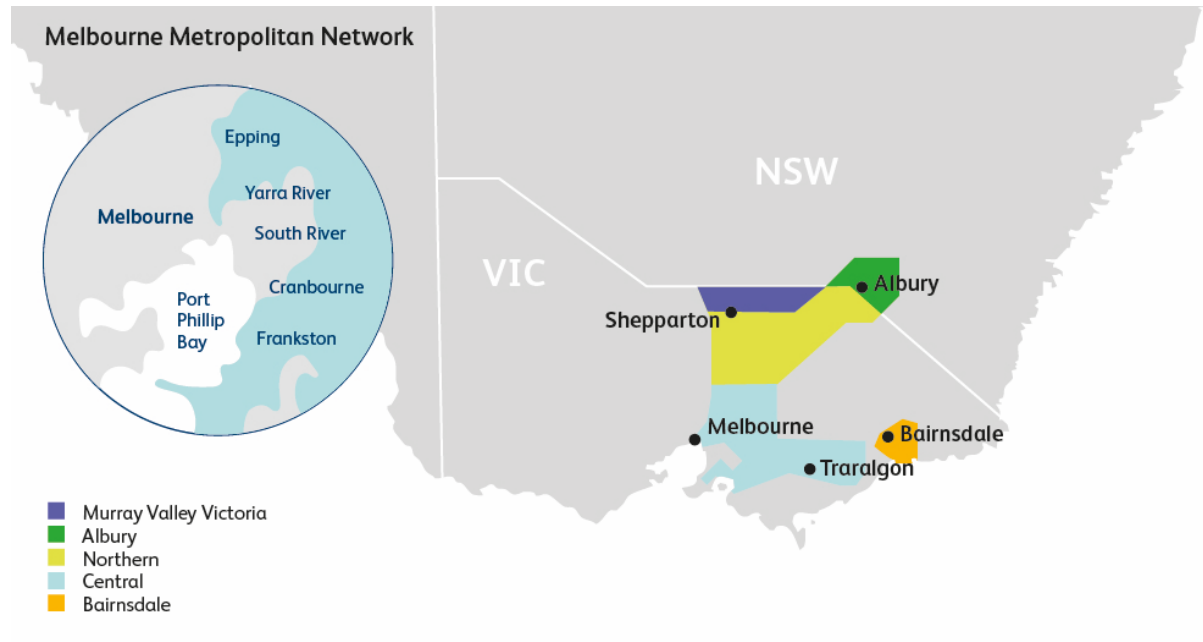 Melbourne Metropolitan Network
Epping
Yarra River
Melbourne
South River
Cranbourne
Port
Phillip
Bay
Frankston
NSW
VIC
Albury
Shepparton
Melbourne
Bairnsdale
Traralgon
Murray Valley Victoria
Albury
Northern
Central
Bairnsdale